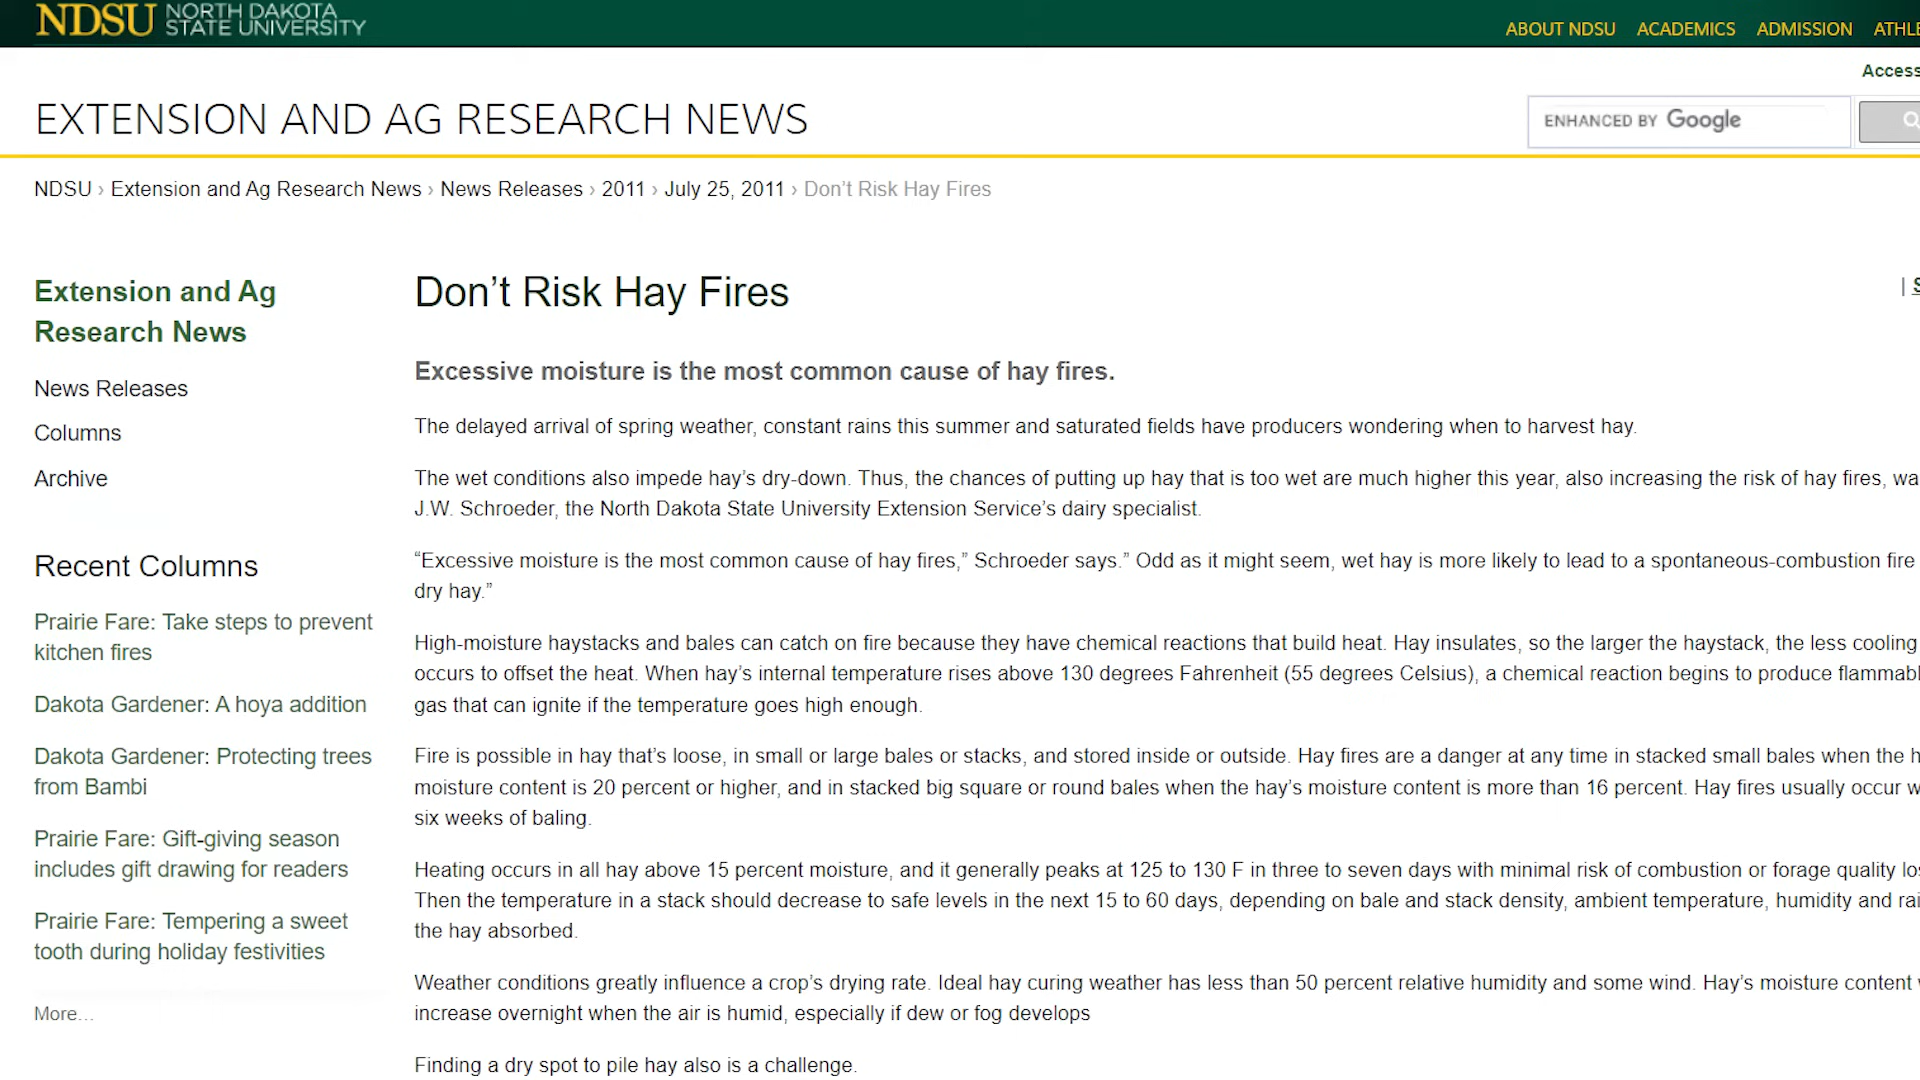 NDSU NORTH DAKOTA STATE UNIVERSITY
ABOUT NDSU ACADEMICS ADMISSION
Access
EXTENSION AND AG RESEARCH NEWS
ENHANCED BY Google
NDSU › Extension and Ag Research News › News Releases › 2011 › July 25, 2011 › Don’t Risk Hay Fires
Extension and Ag
Research News
News Releases
Columns
Archive
Recent Columns
Prairie Fare: Take steps to prevent
kitchen fires
Dakota Gardener: A hoya addition
Dakota Gardener: Protecting trees
from Bambi
Prairie Fare: Gift-giving season
includes gift drawing for readers
Prairie Fare: Tempering a sweet
tooth during holiday festivities
More…
Don’t Risk Hay Fires
Excessive moisture is the most common cause of hay fires.
The delayed arrival of spring weather, constant rains this summer and saturated fields have producers wondering when to harvest hay.
The wet conditions also impede hay’s dry-down. Thus, the chances of putting up hay that is too wet are much higher this year, also increasing the risk of hay fires,
J.W. Schroeder, the North Dakota State University Extension Service’s dairy specialist.
“Excessive moisture is the most common cause of hay fires,” Schroeder says.” Odd as it might seem, wet hay is more likely to lead to a spontaneous-combustion fire
dry hay.”
High-moisture haystacks and bales can catch on fire because they have chemical reactions that build heat. Hay insulates, so the larger the haystack, the less cooling
occurs to offset the heat. When hay’s internal temperature rises above 130 degrees Fahrenheit (55 degrees Celsius), a chemical reaction begins to produce flammabl
gas that can ignite if the temperature goes high enough.
Fire is possible in hay that’s loose, in small or large bales or stacks, and stored inside or outside. Hay fires are a danger at any time in stacked small bales when the
moisture content is 20 percent or higher, and in stacked big square or round bales when the hay’s moisture content is more than 16 percent. Hay fires usually occur
six weeks of baling.
Heating occurs in all hay above 15 percent moisture, and it generally peaks at 125 to 130 F in three to seven days with minimal risk of combustion or forage quality
Then the temperature in a stack should decrease to safe levels in the next 15 to 60 days, depending on bale and stack density, ambient temperature, humidity and
the hay absorbed.
Weather conditions greatly influence a crop’s drying rate. Ideal hay curing weather has less than 50 percent relative humidity and some wind. Hay’s moisture content
increase overnight when the air is humid, especially if dew or fog develops
Finding a dry spot to pile hay also is a challenge.